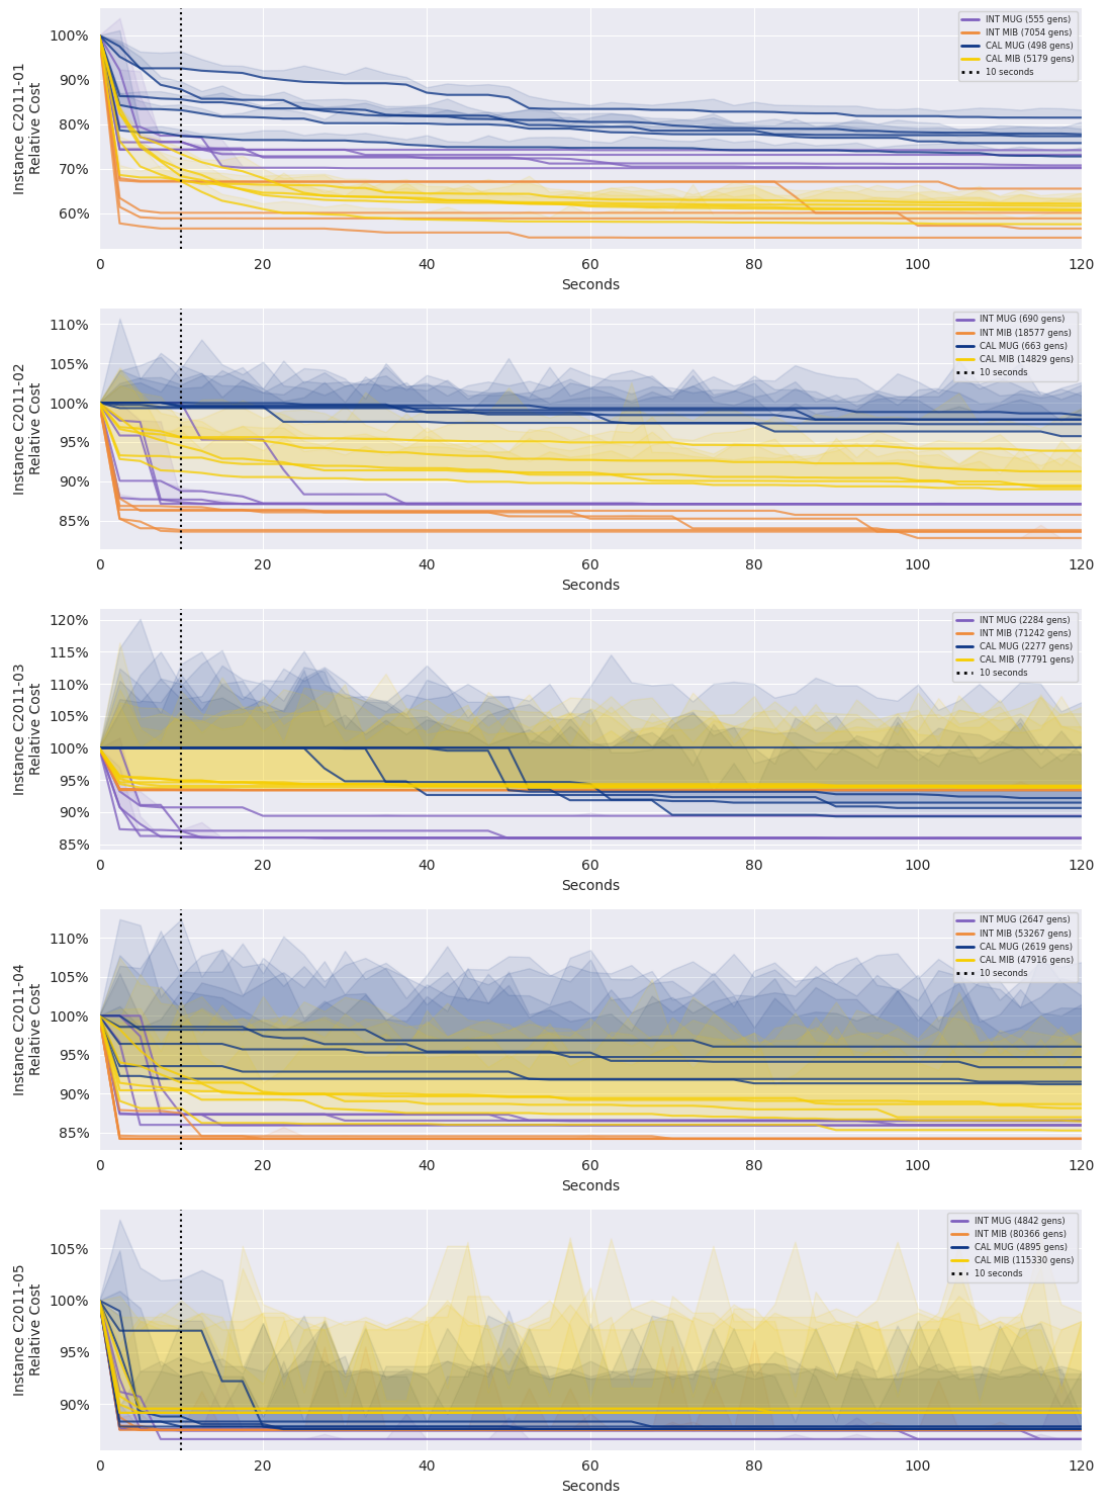 Instance C2011-01
Relative Cost
100%
90%
80%
70%
60%
INT MUG (555 gens)
INT MIB (7054 gens)
CAL MUG (498 gens)
CAL MIB (5179 gens)
10 seconds
0 20 40 60 80 100 120
Seconds
Instance C2011-02
Relative Cost
110%
105%
100%
95%
90%
85%
INT MUG (690 gens)
INT MIB (18577 gens)
CAL MUG (663 gens)
CAL MIB (14829 gens)
10 seconds
0 20 40 60 80 100 120
Seconds
Instance C2011-03
Relative Cost
120%
115%
110%
105%
100%
95%
90%
85%
INT MUG (2284 gens)
INT MIB (71242 gens)
CAL MUG (2277 gens)
CAL MIB (77791 gens)
10 seconds
0 20 40 60 80 100 120
Seconds
Instance C2011-04
Relative Cost
110%
105%
100%
95%
90%
85%
INT MUG (2647 gens)
INT MIB (53267 gens)
CAL MUG (2619 gens)
CAL MIB (47916 gens)
10 seconds
0 20 40 60 80 100 120
Seconds
Instance C2011-05
Relative Cost
105%
100%
95%
90%
INT MUG (4842 gens)
INT MIB (80366 gens)
CAL MUG (4895 gens)
CAL MIB (115330 gens)
10 seconds
0 20 40 60 80 100 120
Seconds